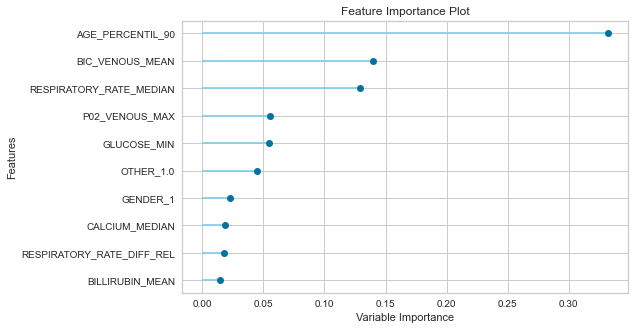 Feature Importance Plot
AGE_PERCENTIL_90
BIC_VENOUS_MEAN
RESPIRATORY_RATE_MEDIAN
P02_VENOUS_MAX
GLUCOSE_MIN
OTHER_1.0
GENDER_1
CALCIUM_MEDIAN
RESPIRATORY_RATE_DIFF_REL
BILLIRUBIN_MEAN
Features
0.00 0.05 0.10 0.15 0.20 0.25 0.30
Variable Importance